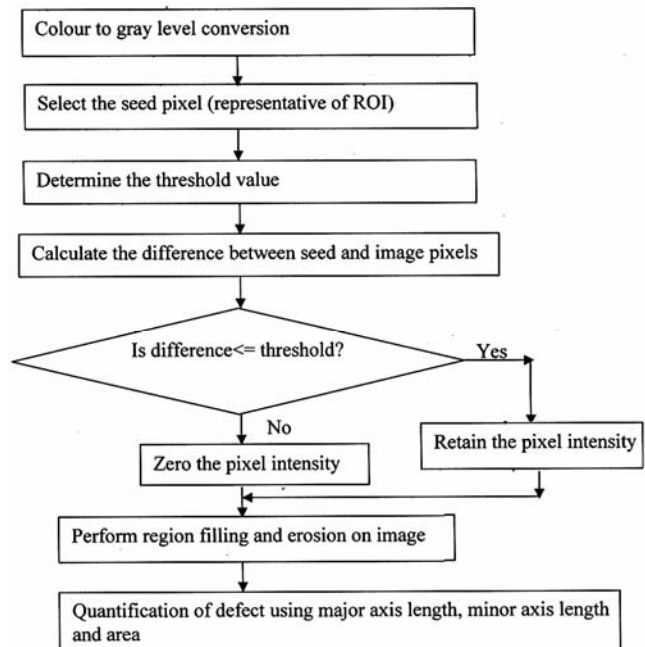 Colour to gray level conversion
Select the seed pixel (representative of ROI)
Determine the threshold value
Calculate the difference between seed and image pixels
Is difference<= threshold?
Yes
No
Retain the pixel intensity
Zero the pixel intensity
Perform region filling and erosion on image
Quantification of defect using major axis length, minor axis length
and area